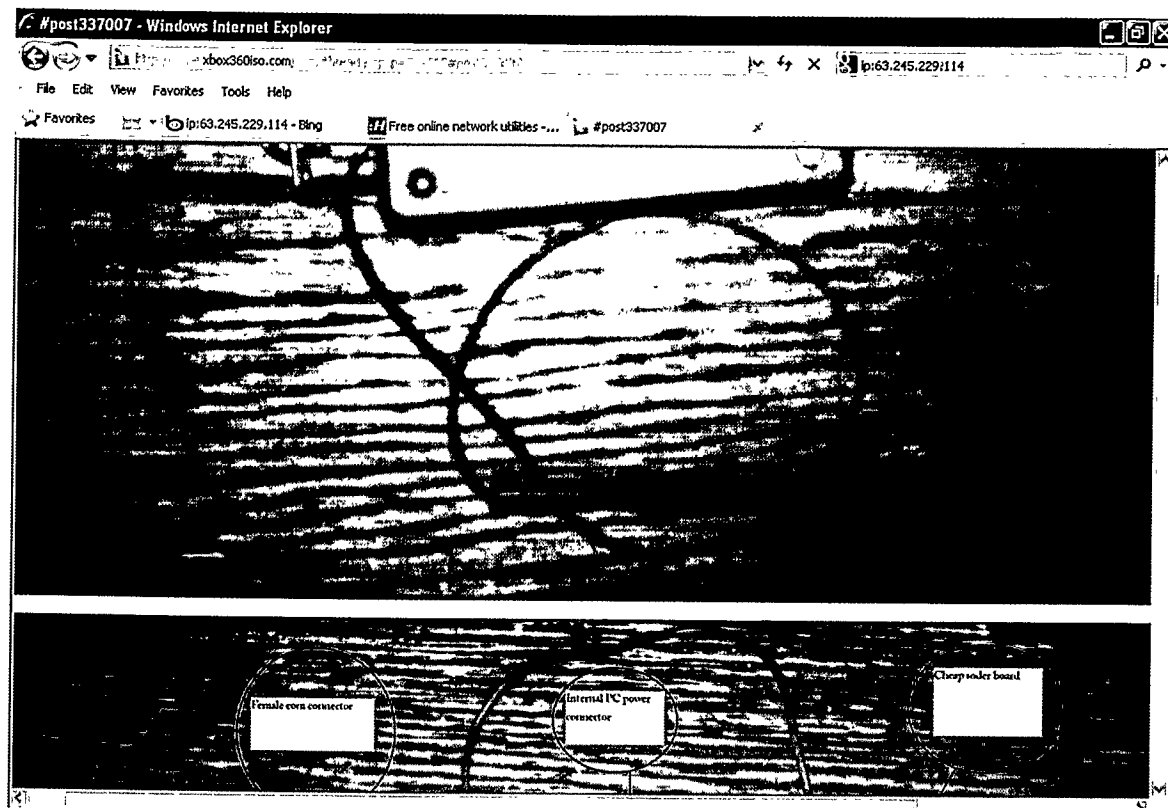 #post337007 - Windows Internet Explorer
xbox360iso.com
ip:63.245.229.114
File Edit View Favorites Tools Help
Favorites
ip:63.245.229.114 - Bing
Free online network utilities -...
#post337007
Female com connector
Internal PC power
connector
Cheap soder board